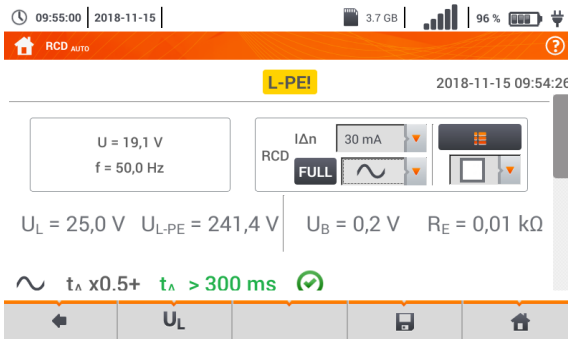 09:55:00 2018-11-15 3.7 GB 96 %
RCD AUTO ?
L-PE! 2018-11-15 09:54:26
U = 19,1 V
f = 50,0 Hz
RCD
IΔn 30 mA
FULL
UL = 25,0 V UL-PE = 241,4 V UB = 0,2 V RE = 0,01 kΩ
t∧ x0.5+ t∧ > 300 ms
UL